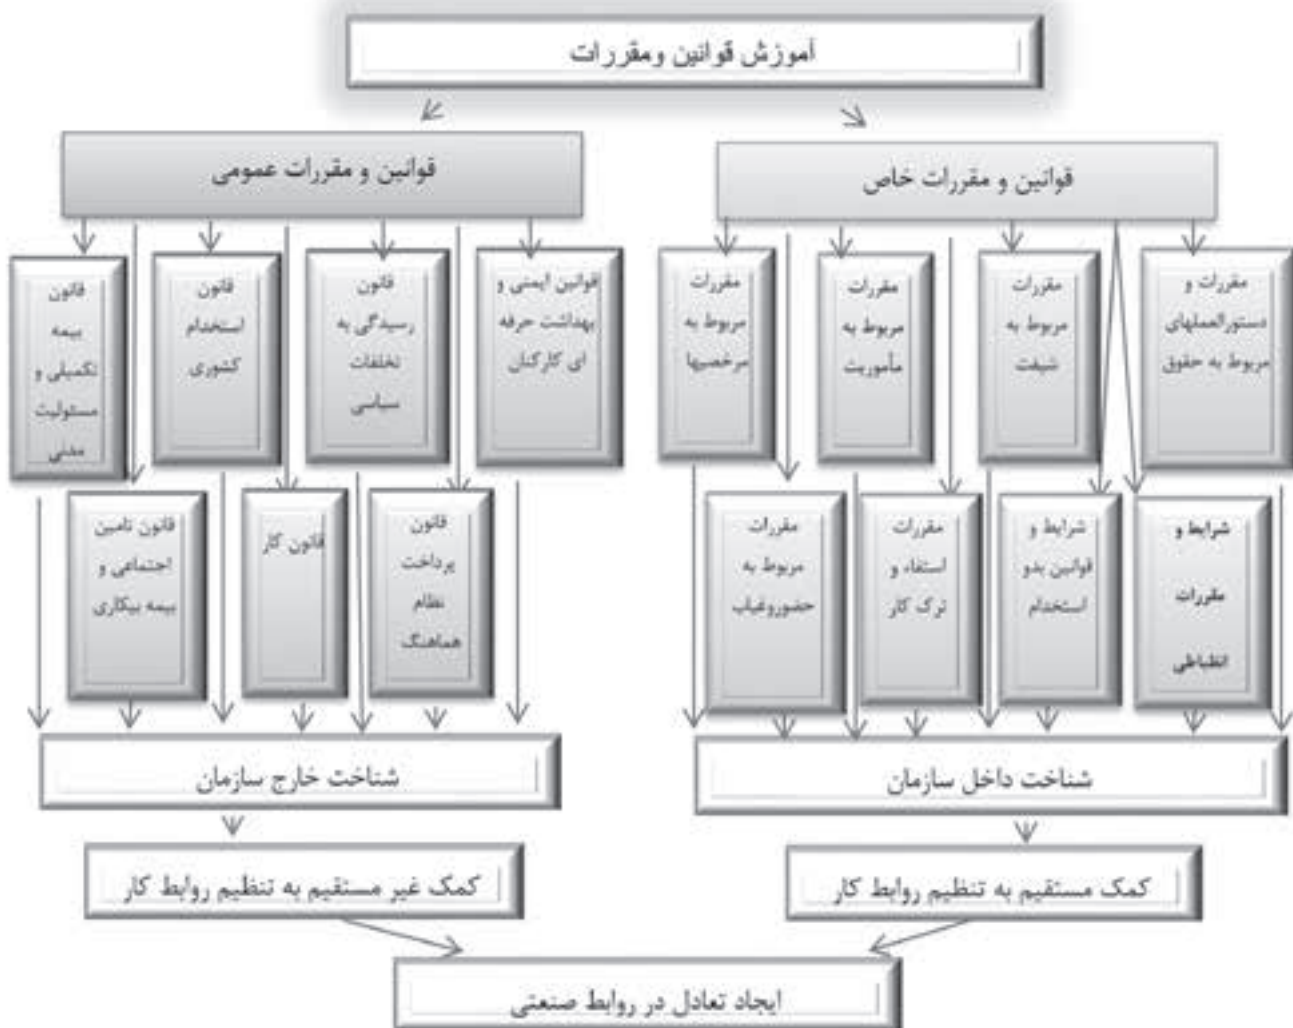 آموزش قوانین ومقررات
قوانین و مقررات خاص
قوانین و مقررات عمومی
مقررات و
دستورالعملهای
مربوط به حقوق
مقررات
مربوط به
شیفت
مقررات
مربوط به
مأموریت
مقررات
مربوط به
مرخصیها
قوانین ایمنی و
بهداشت حرفه
ای کارکنان
قانون
رسیدگی به
تخلفات
سیاسی
قانون
استخدام
کشوری
قانون
بیمه
تکمیلی و
مسئولیت
مدنی
شرایط و
مقررات
انظباطی
شرایط و
قوانین بدو
استخدام
مقررات
استفاء و
ترک کار
مقررات
مربوط به
حضوروغیاب
قانون
پرداخت
نظام
هماهنگ
قانون کار
قانون تامین
اجتماعی و
بیمه بیکاری
شناخت داخل سازمان
شناخت خارج سازمان
کمک مستقیم به تنظیم روابط کار
کمک غیر مستقیم به تنظیم روابط کار
ایجاد تعادل در روابط صنعتی